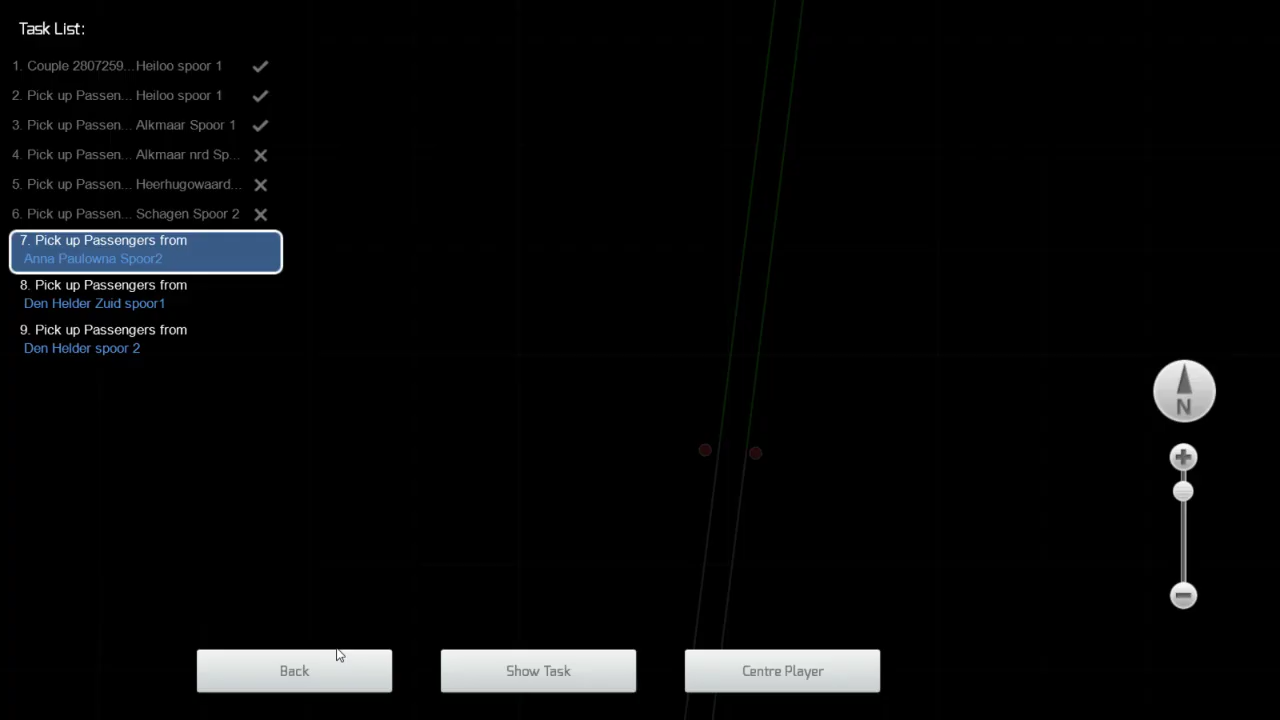 Task List:
1. Couple 2807259... Heiloo spoor 1
2. Pick up Passen... Heiloo spoor 1
3. Pick up Passen... Alkmaar Spoor 1
4. Pick up Passen... Alkmaar nrd Sp...
5. Pick up Passen... Heerhugowaard...
6. Pick up Passen... Schagen Spoor 2
7. Pick up Passengers from
Anna Paulowna Spoor2
8. Pick up Passengers from
Den Helder Zuid spoor1
9. Pick up Passengers from
Den Helder spoor 2
N
Back
Show Task
Centre Player